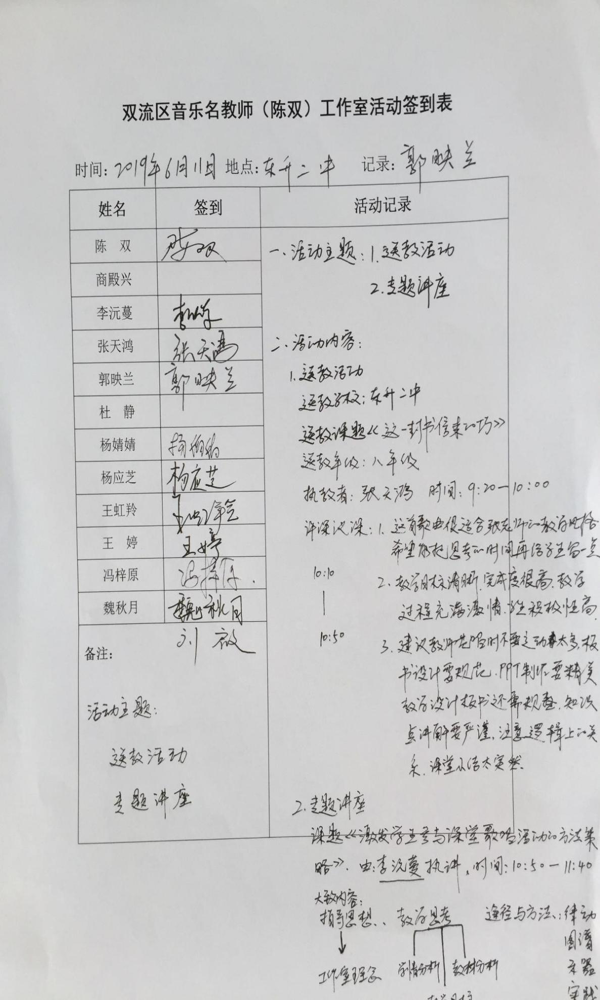 双流区音乐名教师（陈双）工作室活动签到表
时间：2019年6月11日 地点：东升二中 记录：郭映兰
姓名 签到 活动记录
陈 双 陈双
商殿兴
李沅蔓
张天鸿 张天鸿
郭映兰 郭映兰
杜 静
杨婧婧 杨婧婧
杨应芝 杨应芝
王虹羚 王虹羚
王 婷 王婷
冯梓原 冯梓原
魏秋月 魏秋月
刘薇
备注：
活动主题：
送教活动
专题讲座
一、活动主题：1.送教活动
2.专题讲座
二、活动内容：
1.送教活动
送教学校：东升二中
送教课题《这一封书信来的巧》
送教年级：八年级
执教者：张天鸿 时间：9:20—10:00
评课议课：1.这首歌曲很适合张老师的教学风格
希望能把思考的时间再给学生留一点
10:10
|
10:50
2.教学目标清晰，完成度很高，教学
过程充满激情，学生积极性高
3.建议教师范唱时不要走动太多，板
书设计要规范，PPT制作要精美
教学设计板书还需规整，知识
点讲解要严谨，注意逻辑上的关
系，课堂小结太突然.
2.专题讲座
课题《激发学生参与课堂歌唱活动的方法策
略》. 由：李沅蔓执讲，时间：10:50—11:40
大致内容：
指导思想、 教学思考 途径与方法：律动
图谱
工作室理念 学情分析 教材分析 乐器
教学目标 实践